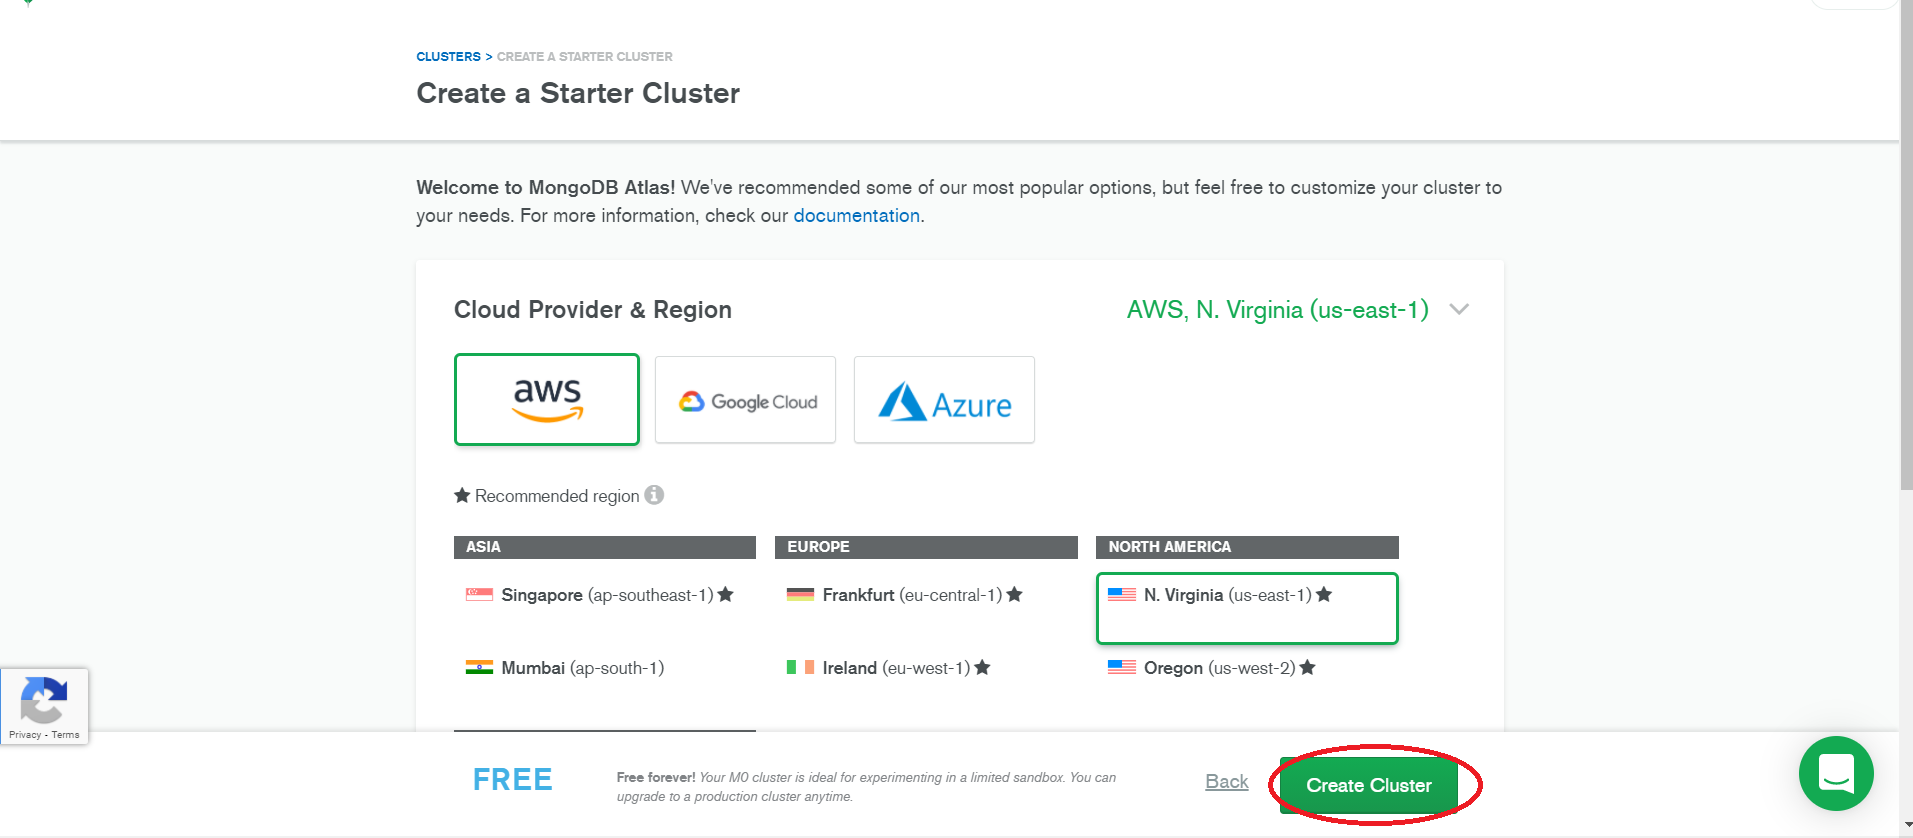 CLUSTERS > CREATE A STARTER CLUSTER
Create a Starter Cluster
Welcome to MongoDB Atlas! We've recommended some of our most popular options, but feel free to customize your cluster to
your needs. For more information, check our documentation.
Cloud Provider & Region
AWS, N. Virginia (us-east-1)
aws
Google Cloud
Azure
★ Recommended region
ASIA
EUROPE
NORTH AMERICA
Singapore (ap-southeast-1) ★
Frankfurt (eu-central-1) ★
N. Virginia (us-east-1) ★
Mumbai (ap-south-1)
Ireland (eu-west-1) ★
Oregon (us-west-2) ★
Privacy - Terms
FREE
Free forever! Your M0 cluster is ideal for experimenting in a limited sandbox. You can
upgrade to a production cluster anytime.
Back
Create Cluster